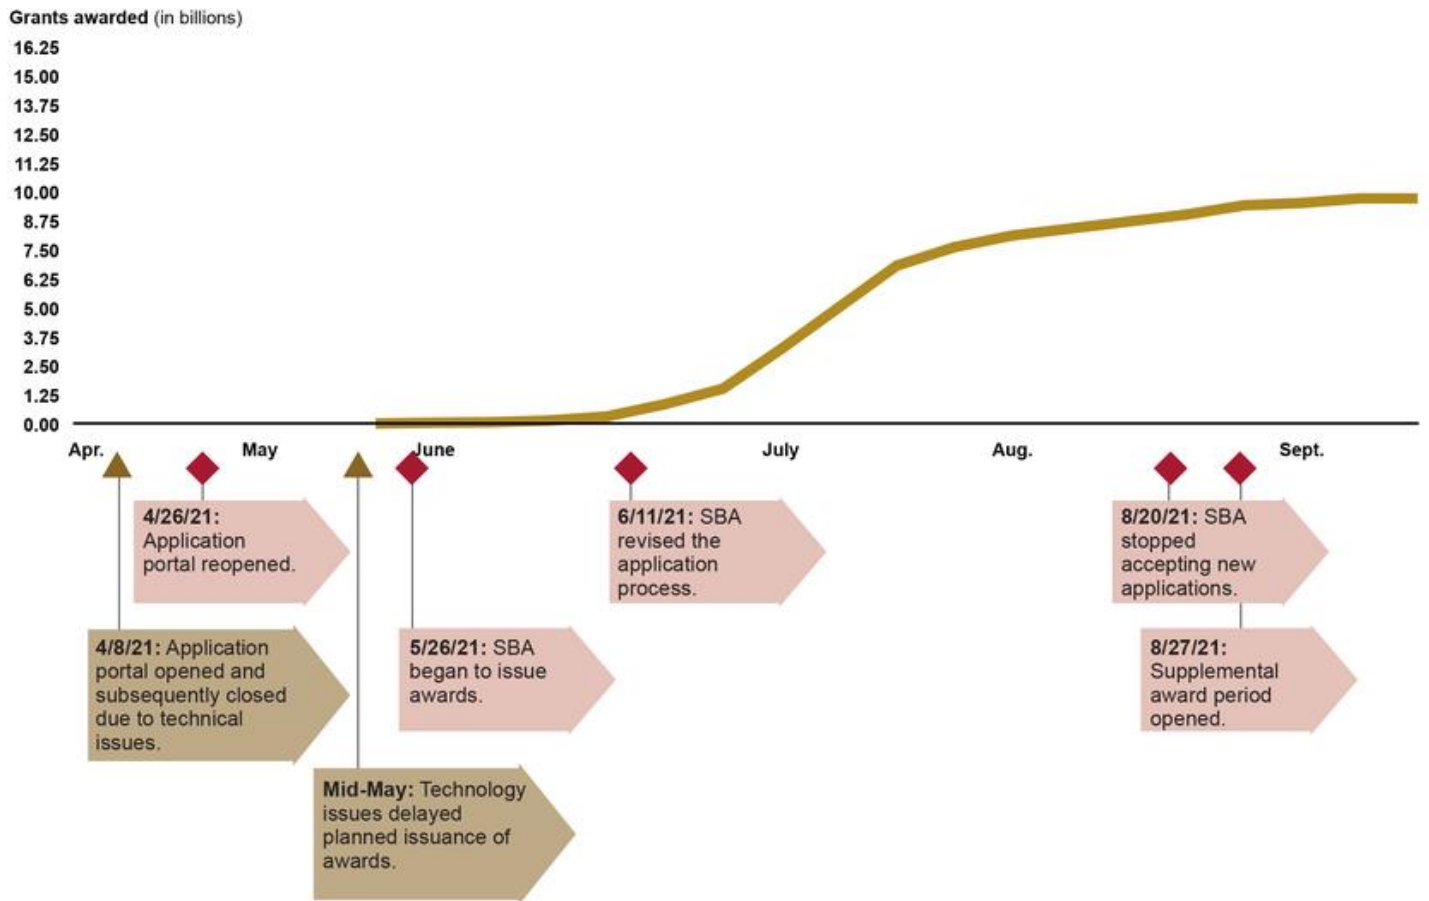 Grants awarded (in billions)
16.25
15.00
13.75
12.50
11.25
10.00
8.75
7.50
6.25
5.00
3.75
2.50
1.25
0.00
Apr. May June July Aug. Sept.
4/26/21:
Application
portal reopened.
6/11/21: SBA
revised the
application
process.
8/20/21: SBA
stopped
accepting new
applications.
4/8/21: Application
portal opened and
subsequently closed
due to technical
issues.
5/26/21: SBA
began to issue
awards.
8/27/21:
Supplemental
award period
opened.
Mid-May: Technology
issues delayed
planned issuance of
awards.